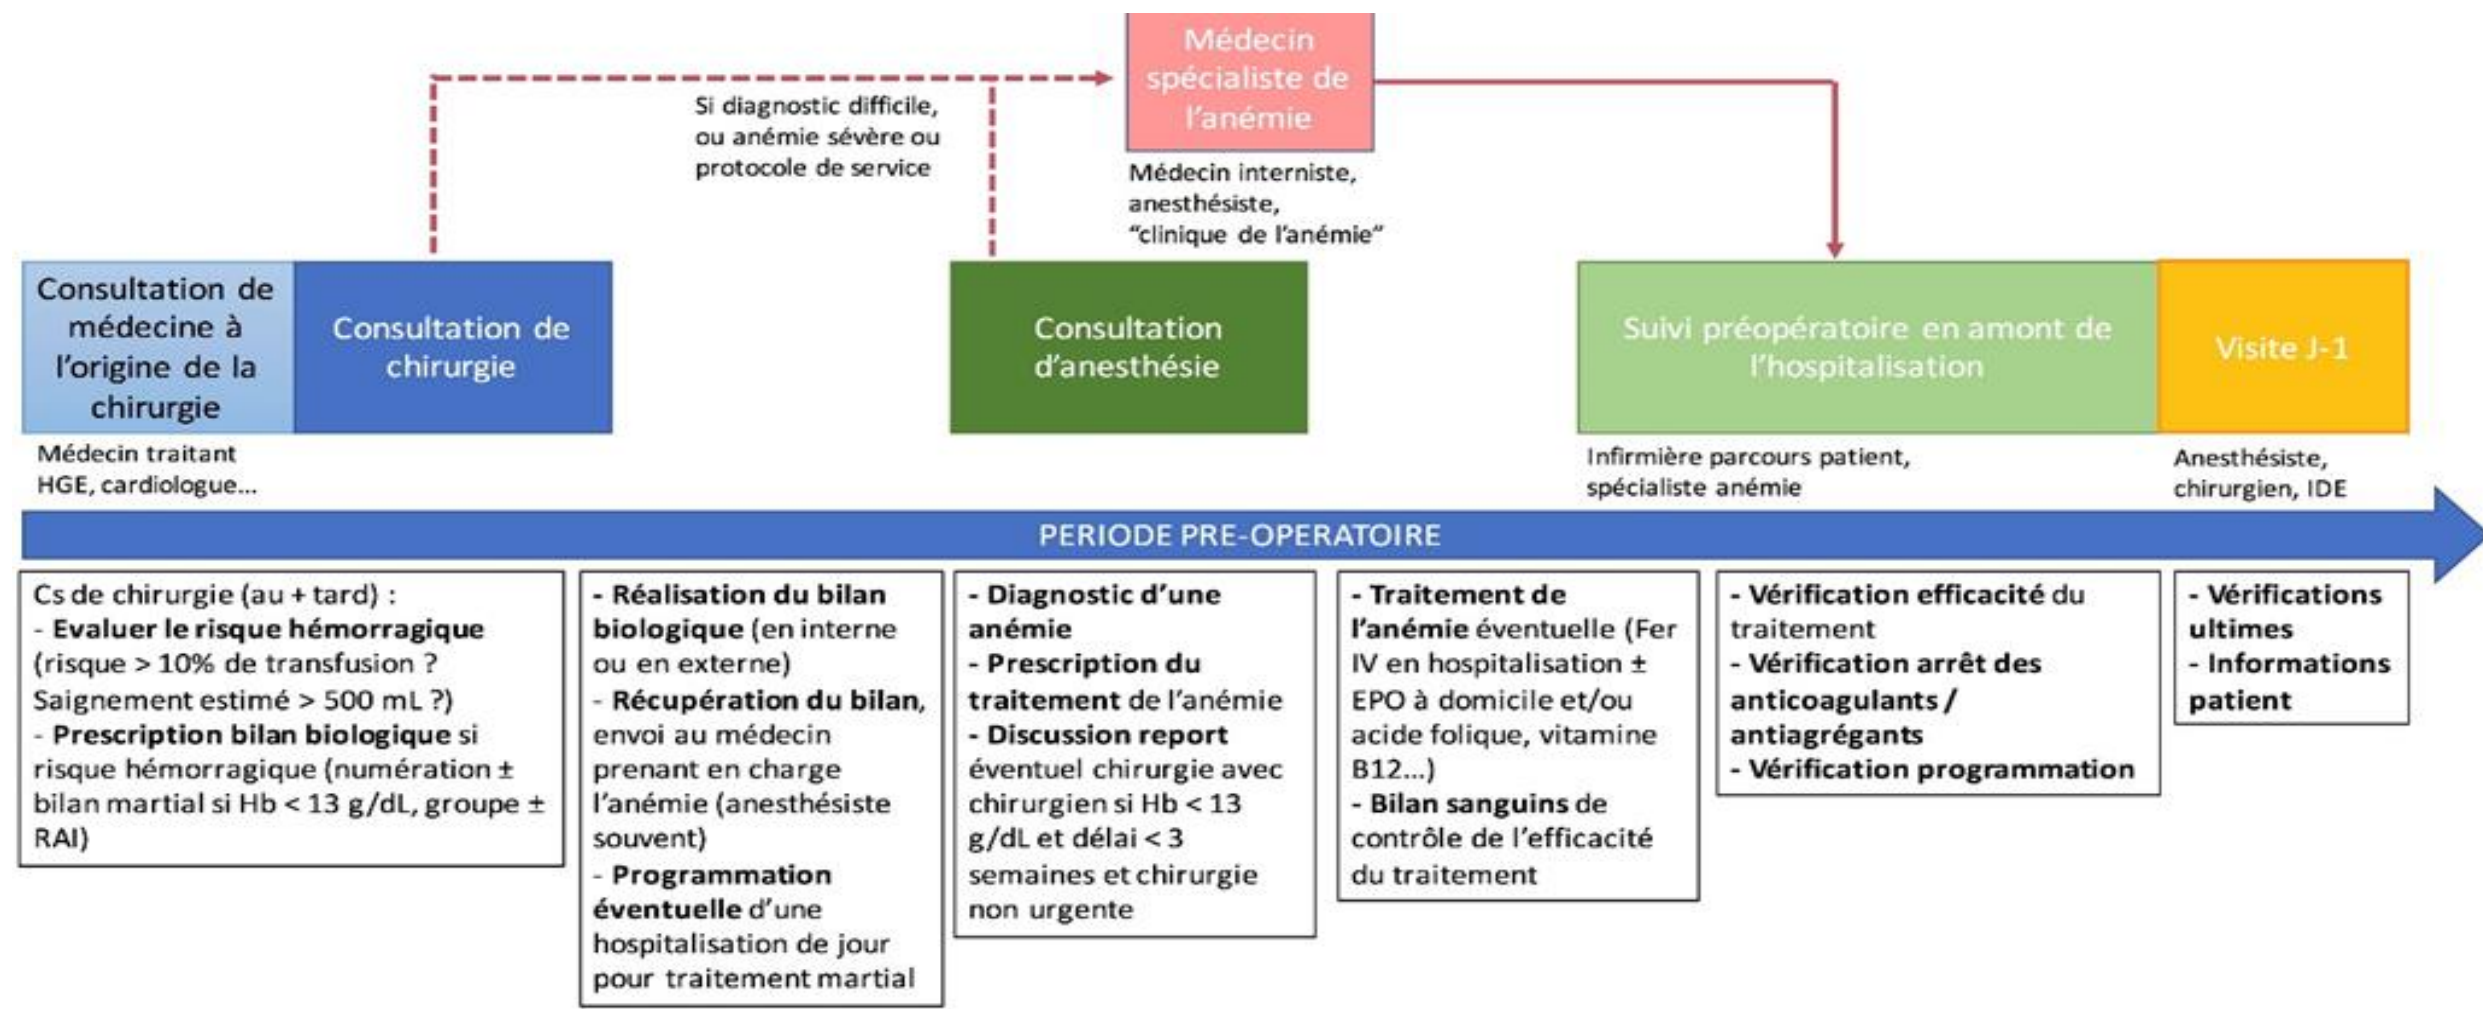 Médecin
spécialiste de
l'anémie
Si diagnostic difficile,
ou anémie sévère ou
protocole de service
Médecin interniste,
anesthésiste,
“clinique de l'anémie”
Consultation de
médecine à
l'origine de la
chirurgie
Consultation de
chirurgie
Consultation
d'anesthésie
Suivi préopératoire en amont de
l'hospitalisation
Visite J-1
Médecin traitant
HGE, cardiologue...
Infirmière parcours patient,
spécialiste anémie
Anesthésiste,
chirurgien, IDE
PERIODE PRE-OPERATOIRE
Cs de chirurgie (au + tard) :
- Evaluer le risque hémorragique
(risque > 10% de transfusion ?
Saignement estimé > 500 mL ?)
- Prescription bilan biologique si
risque hémorragique (numération ±
bilan martial si Hb < 13 g/dL, groupe ±
RAI)
- Réalisation du bilan
biologique (en interne
ou en externe)
- Récupération du bilan,
envoi au médecin
prenant en charge
l'anémie (anesthésiste
souvent)
- Programmation
éventuelle d'une
hospitalisation de jour
pour traitement martial
- Diagnostic d'une
anémie
- Prescription du
traitement de l'anémie
- Discussion report
éventuel chirurgie avec
chirurgien si Hb < 13
g/dL et délai < 3
semaines et chirurgie
non urgente
- Traitement de
l'anémie éventuelle (Fer
IV en hospitalisation ±
EPO à domicile et/ou
acide folique, vitamine
B12...)
- Bilan sanguins de
contrôle de l'efficacité
du traitement
- Vérification efficacité du
traitement
- Vérification arrêt des
anticoagulants /
antiagrégants
- Vérification programmation
- Vérifications
ultimes
- Informations
patient